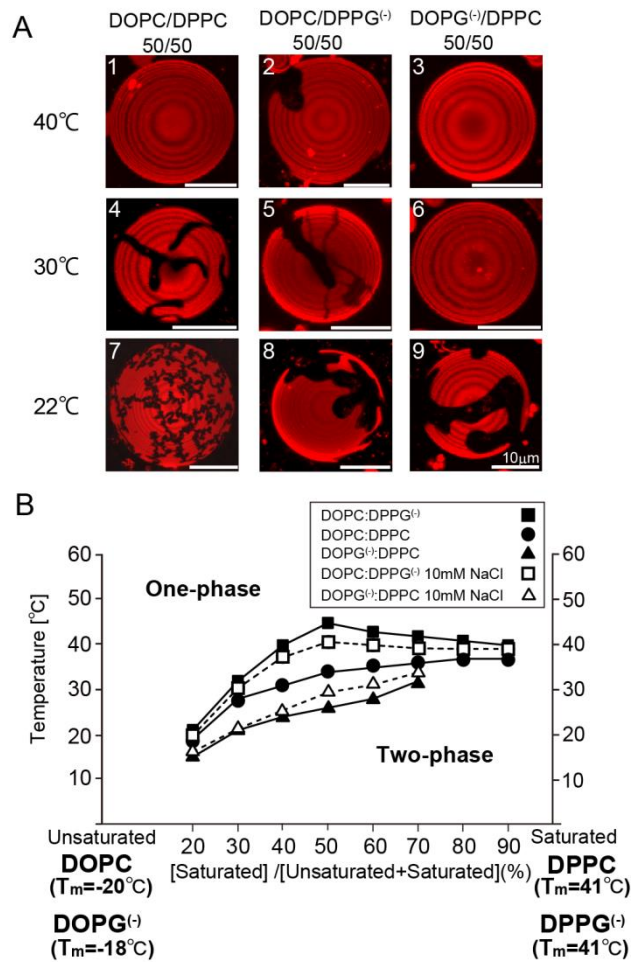 A
DOPC/DPPC DOPC/DPPG(-) DOPG(-)/DPPC
50/50 50/50 50/50
40℃ 1 2 3
30℃ 4 5 6
22℃ 7 8 9
10μm
B
DOPC:DPPG(-)
DOPC:DPPC
DOPG(-):DPPC
DOPC:DPPG(-) 10mM NaCl
DOPG(-):DPPC 10mM NaCl
One-phase
Two-phase
Temperature [℃]
60 60
50 50
40 40
30 30
20 20
10 10
Unsaturated 20 30 40 50 60 70 80 90 Saturated
DOPC [Saturated] /[Unsaturated+Saturated](%) DPPC
(Tm=-20℃) (Tm=41℃)
DOPG(-) DPPG(-)
(Tm=-18℃) (Tm=41℃)